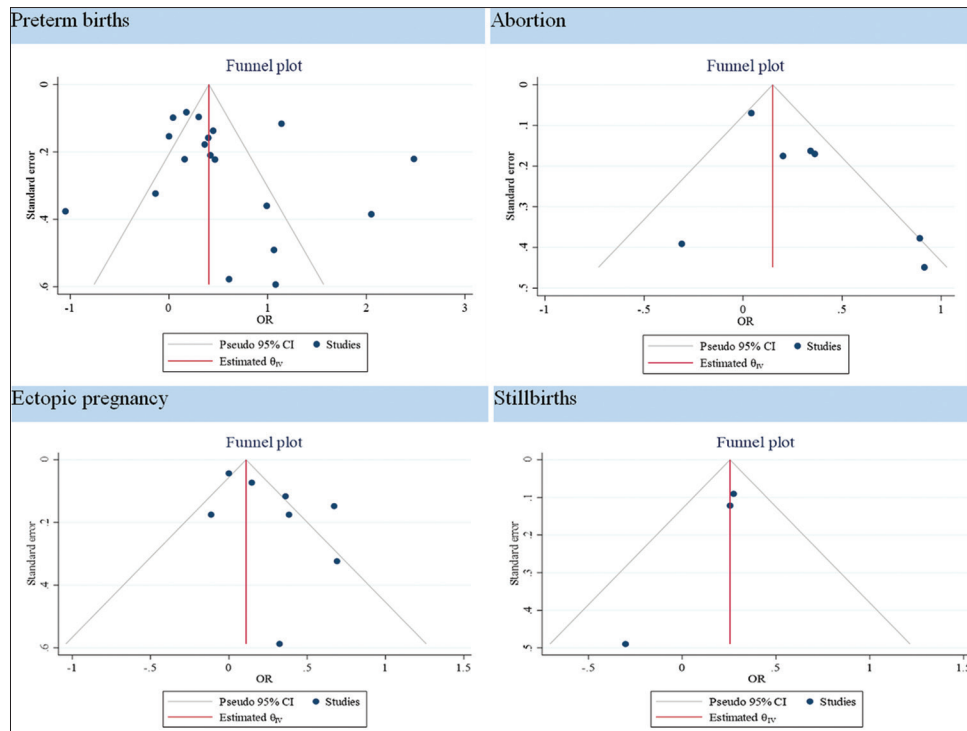 Preterm births
Funnel plot
Standard error
0
.2
.4
.6
-1
0
1
2
3
OR
Pseudo 95% CI
Studies
Estimated θIV
Abortion
Funnel plot
Standard error
0
.1
.2
.3
.4
.5
-1
-.5
0
.5
1
OR
Pseudo 95% CI
Studies
Estimated θIV
Ectopic pregnancy
Funnel plot
Standard error
0
.2
.4
.6
-1
-.5
0
.5
1
1.5
OR
Pseudo 95% CI
Studies
Estimated θIV
Stillbirths
Funnel plot
Standard error
0
.1
.2
.3
.4
.5
-.5
0
.5
1
1.5
OR
Pseudo 95% CI
Studies
Estimated θIV